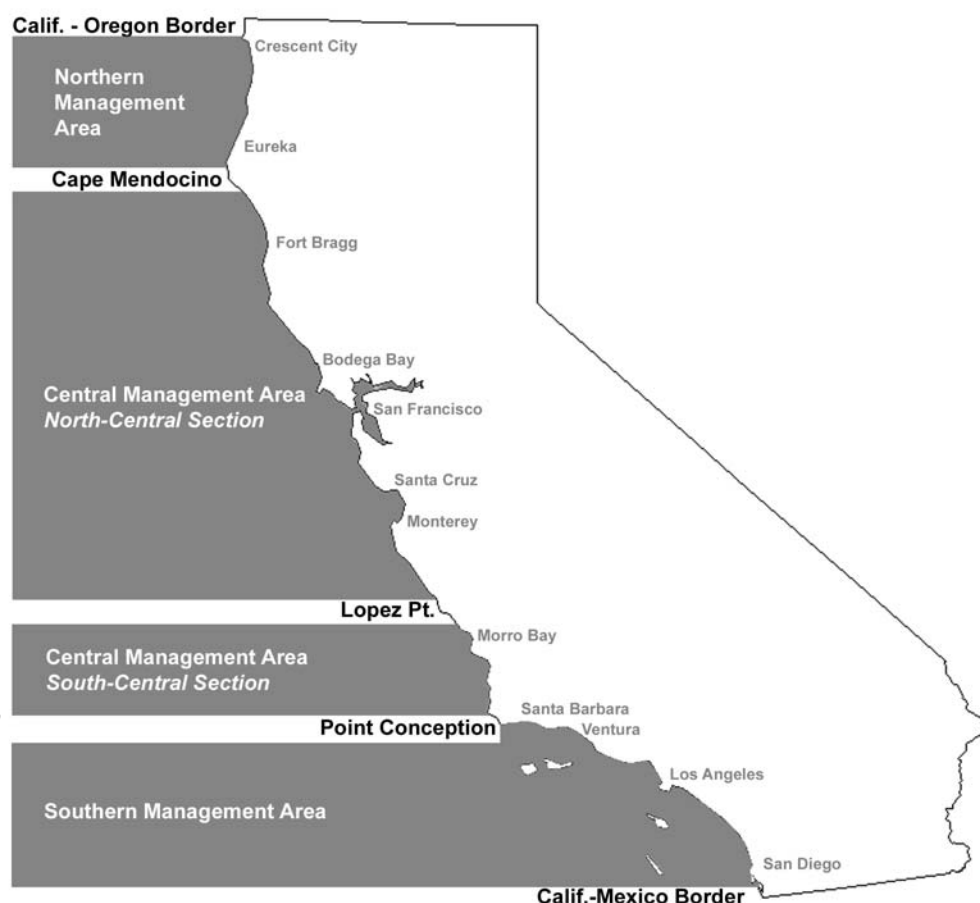 Calif. - Oregon Border
Crescent City
Northern
Management
Area
Eureka
Cape Mendocino
Fort Bragg
Bodega Bay
Central Management Area
North-Central Section
San Francisco
Santa Cruz
Monterey
Lopez Pt.
Morro Bay
Central Management Area
South-Central Section
Santa Barbara
Point Conception
Ventura
Los Angeles
Southern Management Area
San Diego
Calif.-Mexico Border